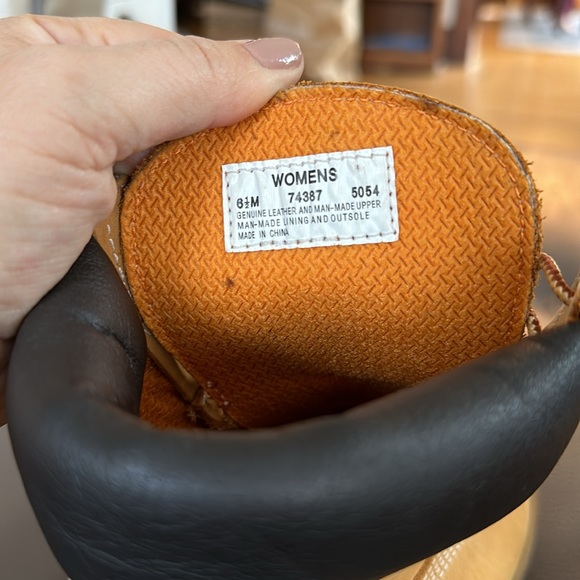 WOMENS
6½M 74387 5054
GENUINE LEATHER AND MAN-MADE UPPER
MAN-MADE LINING AND OUTSOLE
MADE IN CHINA